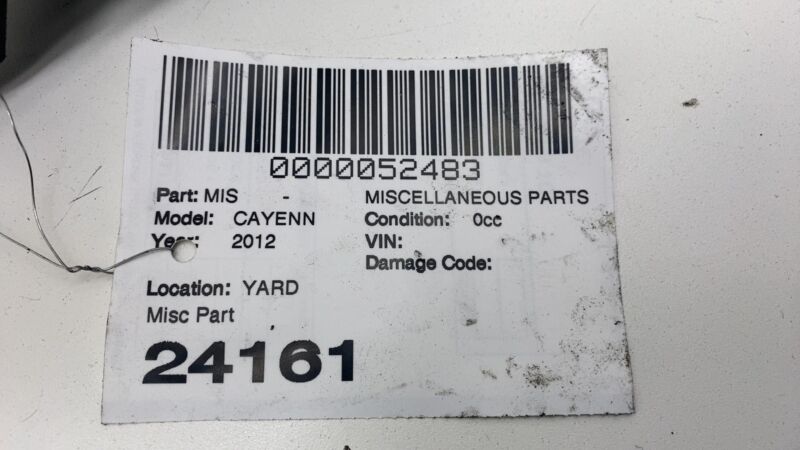 0000052483
Part: MIS - MISCELLANEOUS PARTS
Model: CAYENN Condition: 0cc
Year: 2012 VIN:
Damage Code:
Location: YARD
Misc Part
24161